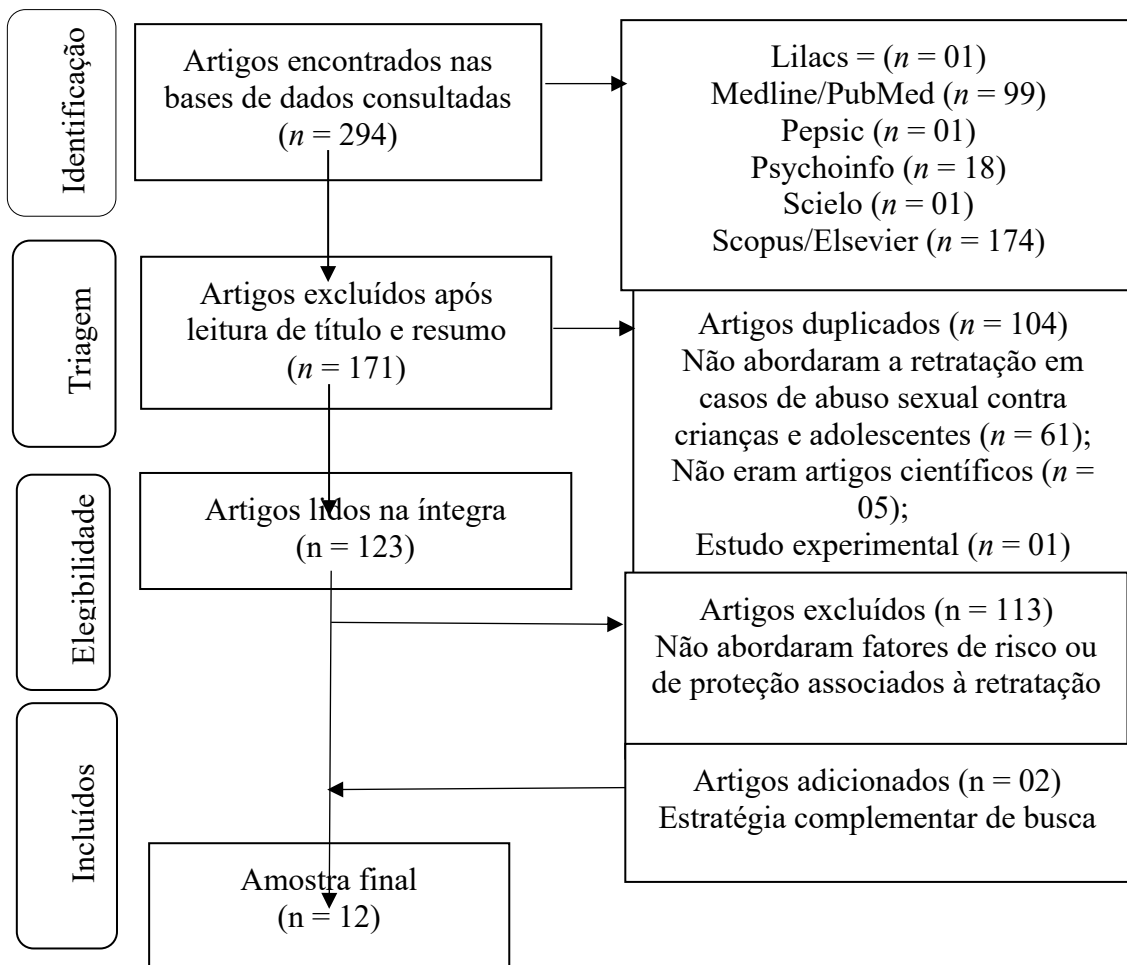 Identificação
Artigos encontrados nas
bases de dados consultadas
(n = 294)
Lilacs = (n = 01)
Medline/PubMed (n = 99)
Pepsic (n = 01)
Psychoinfo (n = 18)
Scielo (n = 01)
Scopus/Elsevier (n = 174)
Triagem
Artigos excluídos após
leitura de título e resumo
(n = 171)
Artigos duplicados (n = 104)
Não abordaram a retratação em
casos de abuso sexual contra
crianças e adolescentes (n = 61);
Não eram artigos científicos (n =
05);
Estudo experimental (n = 01)
Elegibilidade
Artigos lidos na íntegra
(n = 123)
Artigos excluídos (n = 113)
Não abordaram fatores de risco ou
de proteção associados à retratação
Incluídos
Artigos adicionados (n = 02)
Estratégia complementar de busca
Amostra final
(n = 12)